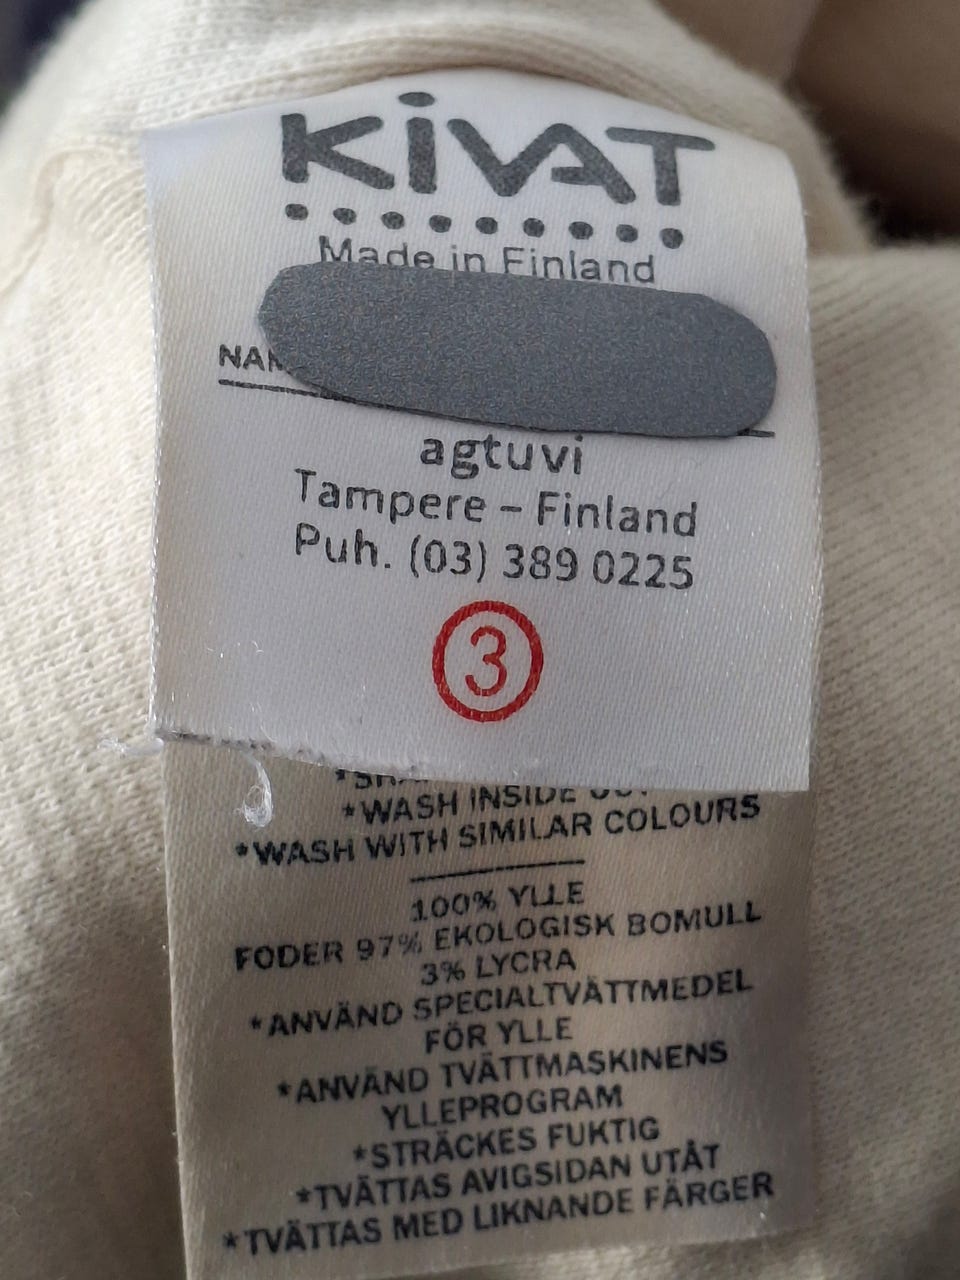 KiVAT
Made in Finland
agtuvi
Tampere – Finland
Puh. (03) 389 0225
3
*WASH INSIDE
*WASH WITH SIMILAR COLOURS
100% YLLE
FODER 97% EKOLOGISK BOMULL
3% LYCRA
*ANVÄND SPECIALTVÄTTMEDEL
FÖR YLLE
*ANVÄND TVÄTTMASKINENS
YLLEPROGRAM
*STRÄCKES FUKTIG
*TVÄTTAS AVIGSIDAN UTÅT
*TVÄTTAS MED LIKNANDE FÄRGER